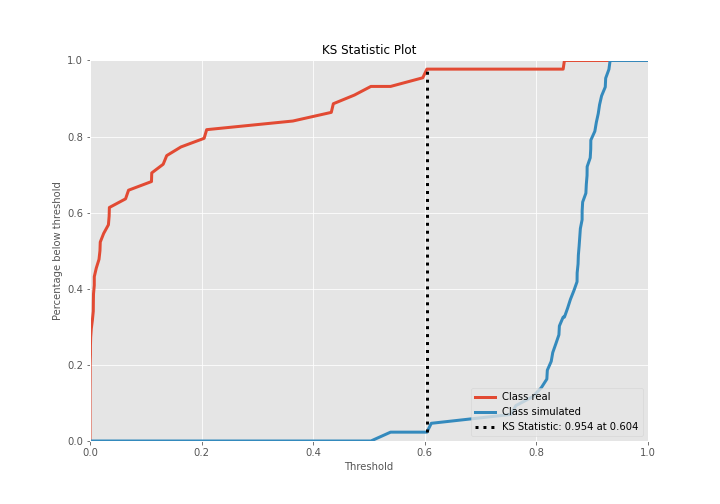 KS Statistic Plot
1.0
0.8
0.6
0.4
0.2
0.0
Percentage below threshold
Class real
Class simulated
KS Statistic: 0.954 at 0.604
0.0 0.2 0.4 0.6 0.8 1.0
Threshold